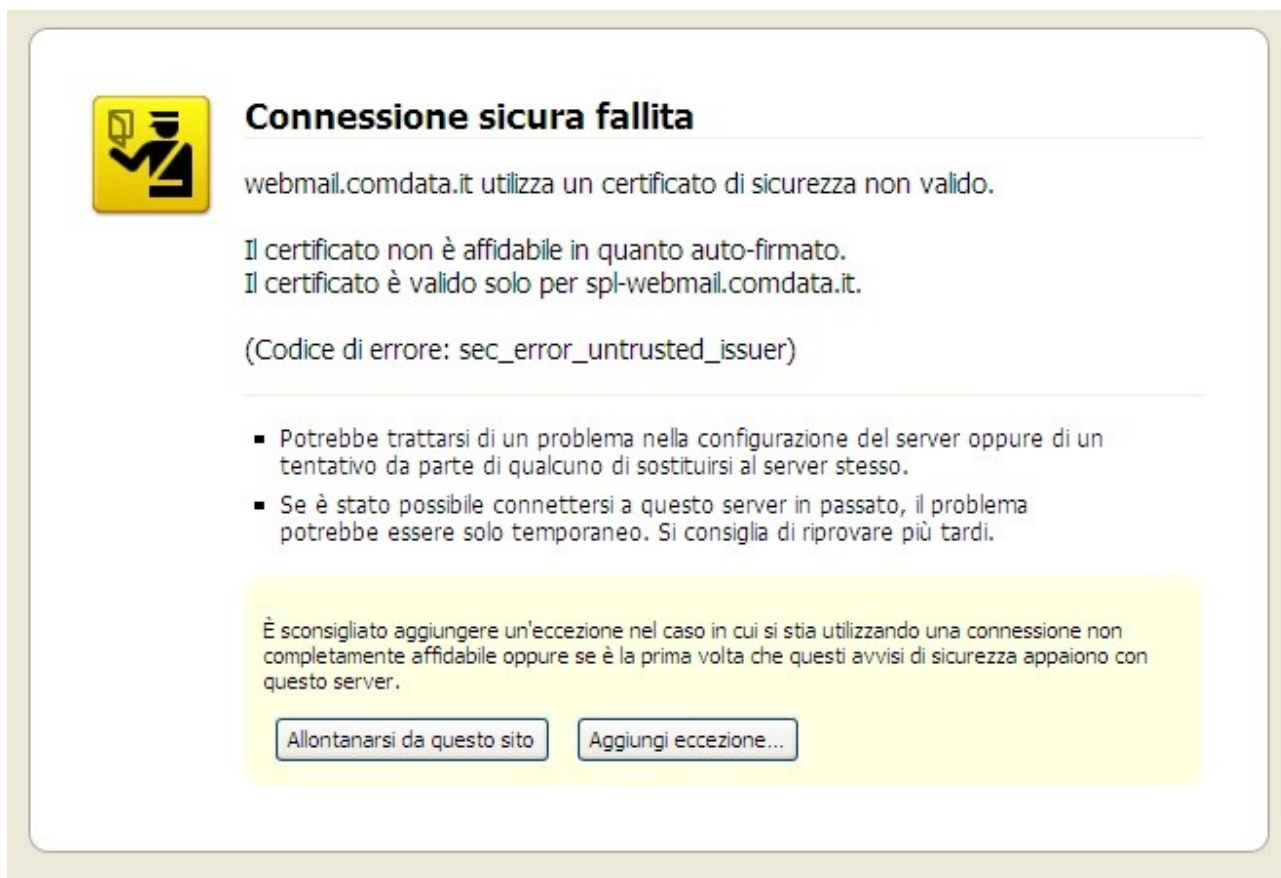 Connessione sicura fallita
webmail.comdata.it utilizza un certificato di sicurezza non valido.
Il certificato non è affidabile in quanto auto-firmato.
Il certificato è valido solo per spl-webmail.comdata.it.
(Codice di errore: sec_error_untrusted_issuer)
▪ Potrebbe trattarsi di un problema nella configurazione del server oppure di un
tentativo da parte di qualcuno di sostituirsi al server stesso.
▪ Se è stato possibile connettersi a questo server in passato, il problema
potrebbe essere solo temporaneo. Si consiglia di riprovare più tardi.
È sconsigliato aggiungere un'eccezione nel caso in cui si stia utilizzando una connessione non
completamente affidabile oppure se è la prima volta che questi avvisi di sicurezza appaiono con
questo server.
Allontanarsi da questo sito Aggiungi eccezione...